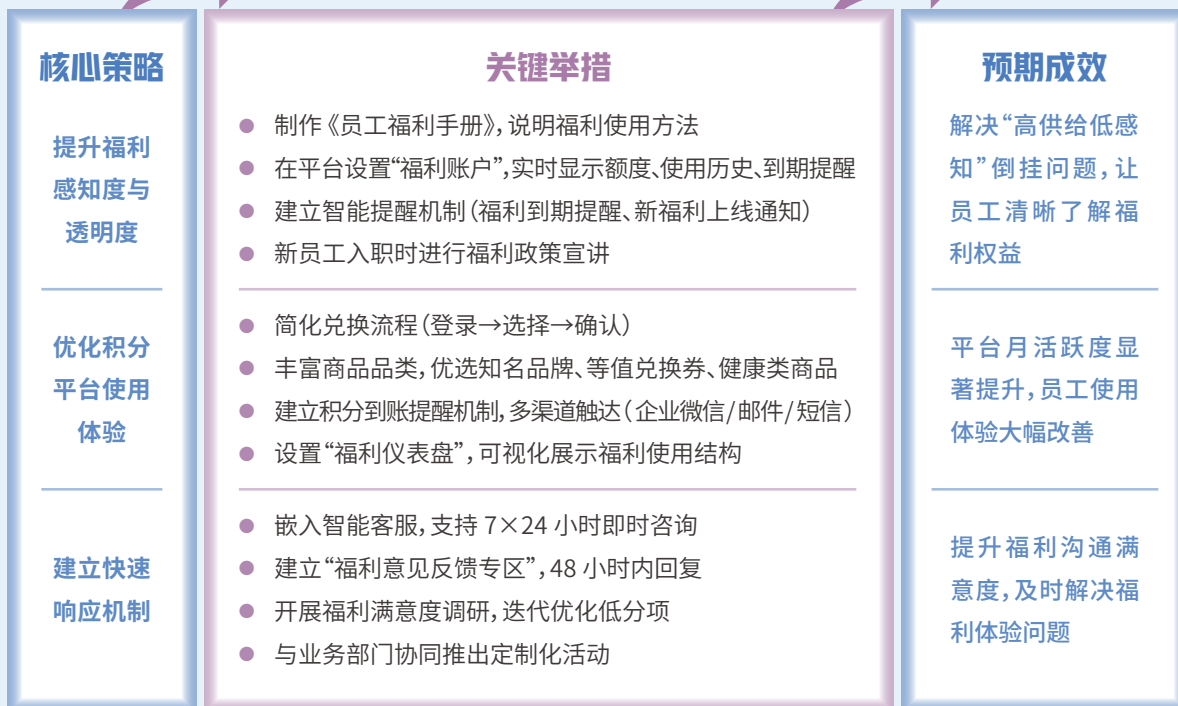 核心策略
关键举措
预期成效
提升福利
感知度与
透明度
制作《员工福利手册》，说明福利使用方法
在平台设置“福利账户”，实时显示额度、使用历史、到期提醒
建立智能提醒机制（福利到期提醒、新福利上线通知）
新员工入职时进行福利政策宣讲
解决“高供给低感
知”倒挂问题，让
员工清晰了解福
利权益
优化积分
平台使用
体验
简化兑换流程（登录→选择→确认）
丰富商品品类，优选知名品牌、等值兑换券、健康类商品
建立积分到账提醒机制，多渠道触达（企业微信/邮件/短信）
设置“福利仪表盘”，可视化展示福利使用结构
平台月活跃度显
著提升，员工使用
体验大幅改善
建立快速
响应机制
嵌入智能客服，支持 7×24 小时即时咨询
建立“福利意见反馈专区”，48 小时内回复
开展福利满意度调研，迭代优化低分项
与业务部门协同推出定制化活动
提升福利沟通满
意度，及时解决福
利体验问题